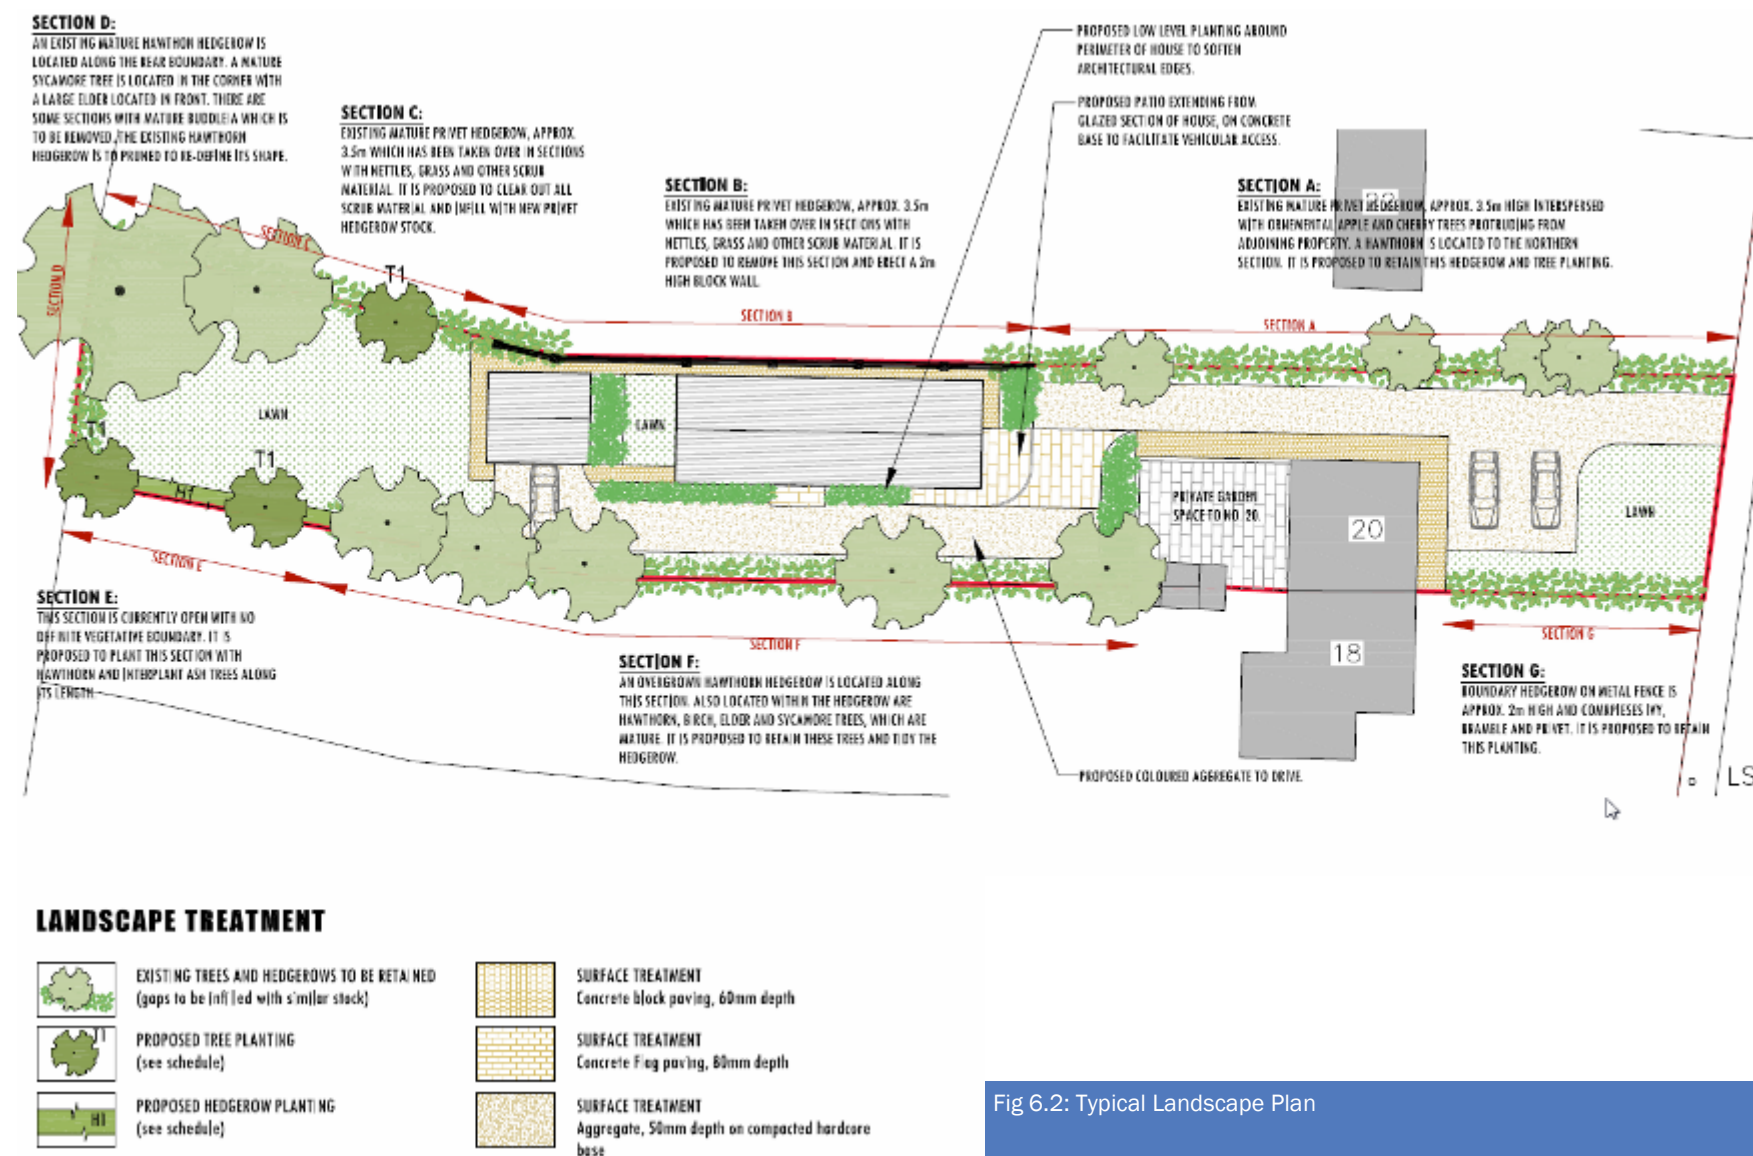 SECTION D:
AN EXISTING MATURE HAWTHON HEDGEROW IS
LOCATED ALONG THE REAR BOUNDARY. A MATURE
SYCAMORE TREE IS LOCATED IN THE CORNER WITH
A LARGE ELDER LOCATED IN FRONT. THERE ARE
SOME SECTIONS WITH MATURE BUDDLEIA WHICH IS
TO BE REMOVED. THE EXISTING HAWTHORN
HEDGEROW IS TO PRUNED TO RE-DEFINE ITS SHAPE.
SECTION C:
EXISTING MATURE PRIVET HEDGEROW, APPROX.
3.5m WHICH HAS BEEN TAKEN OVER IN SECTIONS
WITH NETTLES, GRASS AND OTHER SCRUB
MATERIAL. IT IS PROPOSED TO CLEAR OUT ALL
SCRUB MATERIAL AND INFILL WITH NEW PRIVET
HEDGEROW STOCK.
SECTION B:
EXISTING MATURE PRIVET HEDGEROW, APPROX. 3.5m
WHICH HAS BEEN TAKEN OVER IN SECTIONS WITH
NETTLES, GRASS AND OTHER SCRUB MATERIAL. IT IS
PROPOSED TO REMOVE THIS SECTION AND ERECT A 2m
HIGH BLOCK WALL.
PROPOSED LOW LEVEL PLANTING AROUND
PERIMETER OF HOUSE TO SOFTEN
ARCHITECTURAL EDGES.
PROPOSED PATIO EXTENDING FROM
GLAZED SECTION OF HOUSE, ON CONCRETE
BASE TO FACILITATE VEHICULAR ACCESS.
SECTION A:
EXISTING MATURE PRIVET HEDGEROW, APPROX. 3.5m HIGH INTERSPERSED
WITH ORNEMENTAL APPLE AND CHERRY TREES PROTRUDING FROM
ADJOINING PROPERTY. A HAWTHORN IS LOCATED TO THE NORTHERN
SECTION. IT IS PROPOSED TO RETAIN THIS HEDGEROW AND TREE PLANTING.
SECTION C
SECTION D
T1
SECTION B
SECTION A
LAWN
LAWN
T1
T1
H1
PRIVATE GARDEN
SPACE TO NO. 20.
20
LAWN
SECTION E
SECTION F
18
SECTION G
SECTION E:
THIS SECTION IS CURRENTLY OPEN WITH NO
DEFINITE VEGETATIVE BOUNDARY. IT IS
PROPOSED TO PLANT THIS SECTION WITH
HAWTHORN AND INTERPLANT ASH TREES ALONG
ITS LENGTH.
SECTION F:
AN OVERGROWN HAWTHORN HEDGEROW IS LOCATED ALONG
THIS SECTION. ALSO LOCATED WITHIN THE HEDGEROW ARE
HAWTHORN, BIRCH, ELDER AND SYCAMORE TREES, WHICH ARE
MATURE. IT IS PROPOSED TO RETAIN THESE TREES AND TIDY THE
HEDGEROW.
PROPOSED COLOURED AGGREGATE TO DRIVE.
SECTION G:
BOUNDARY HEDGEROW ON METAL FENCE IS
APPROX. 2m HIGH AND COMRPIESES IVY,
BRAMBLE AND PRIVET. IT IS PROPOSED TO RETAIN
THIS PLANTING.
LS
LANDSCAPE TREATMENT
EXISTING TREES AND HEDGEROWS TO BE RETAINED
(gaps to be infilled with similar stock)
PROPOSED TREE PLANTING
(see schedule)
H1
PROPOSED HEDGEROW PLANTING
(see schedule)
SURFACE TREATMENT
Concrete block paving, 60mm depth
SURFACE TREATMENT
Concrete Flag paving, 80mm depth
SURFACE TREATMENT
Aggregate, 50mm depth on compacted hardcore
base
Fig 6.2: Typical Landscape Plan